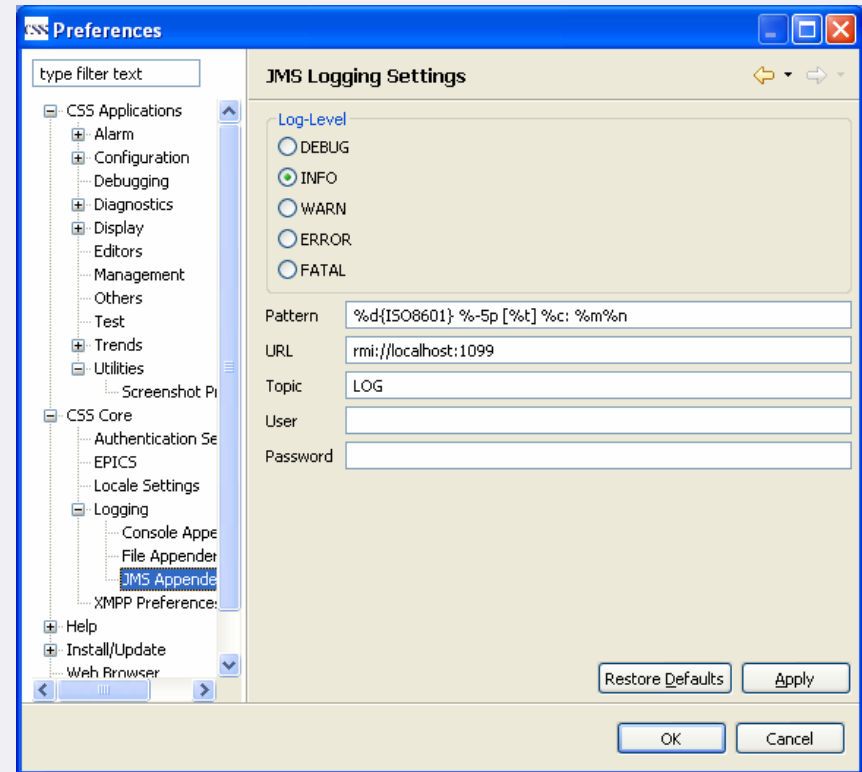 CSS Preferences
type filter text
CSS Applications
Alarm
Configuration
Debugging
Diagnostics
Display
Editors
Management
Others
Test
Trends
Utilities
Screenshot Pr
CSS Core
Authentication Se
EPICS
Locale Settings
Logging
Console Appe
File Appender
JMS Appende
XMPP Preferences
Help
Install/Update
Web Browser
JMS Logging Settings
Log-Level
DEBUG
INFO
WARN
ERROR
FATAL
Pattern %d{ISO8601} %-5p [%t] %c: %m%n
URL rmi://localhost:1099
Topic LOG
User
Password
Restore Defaults Apply
OK Cancel